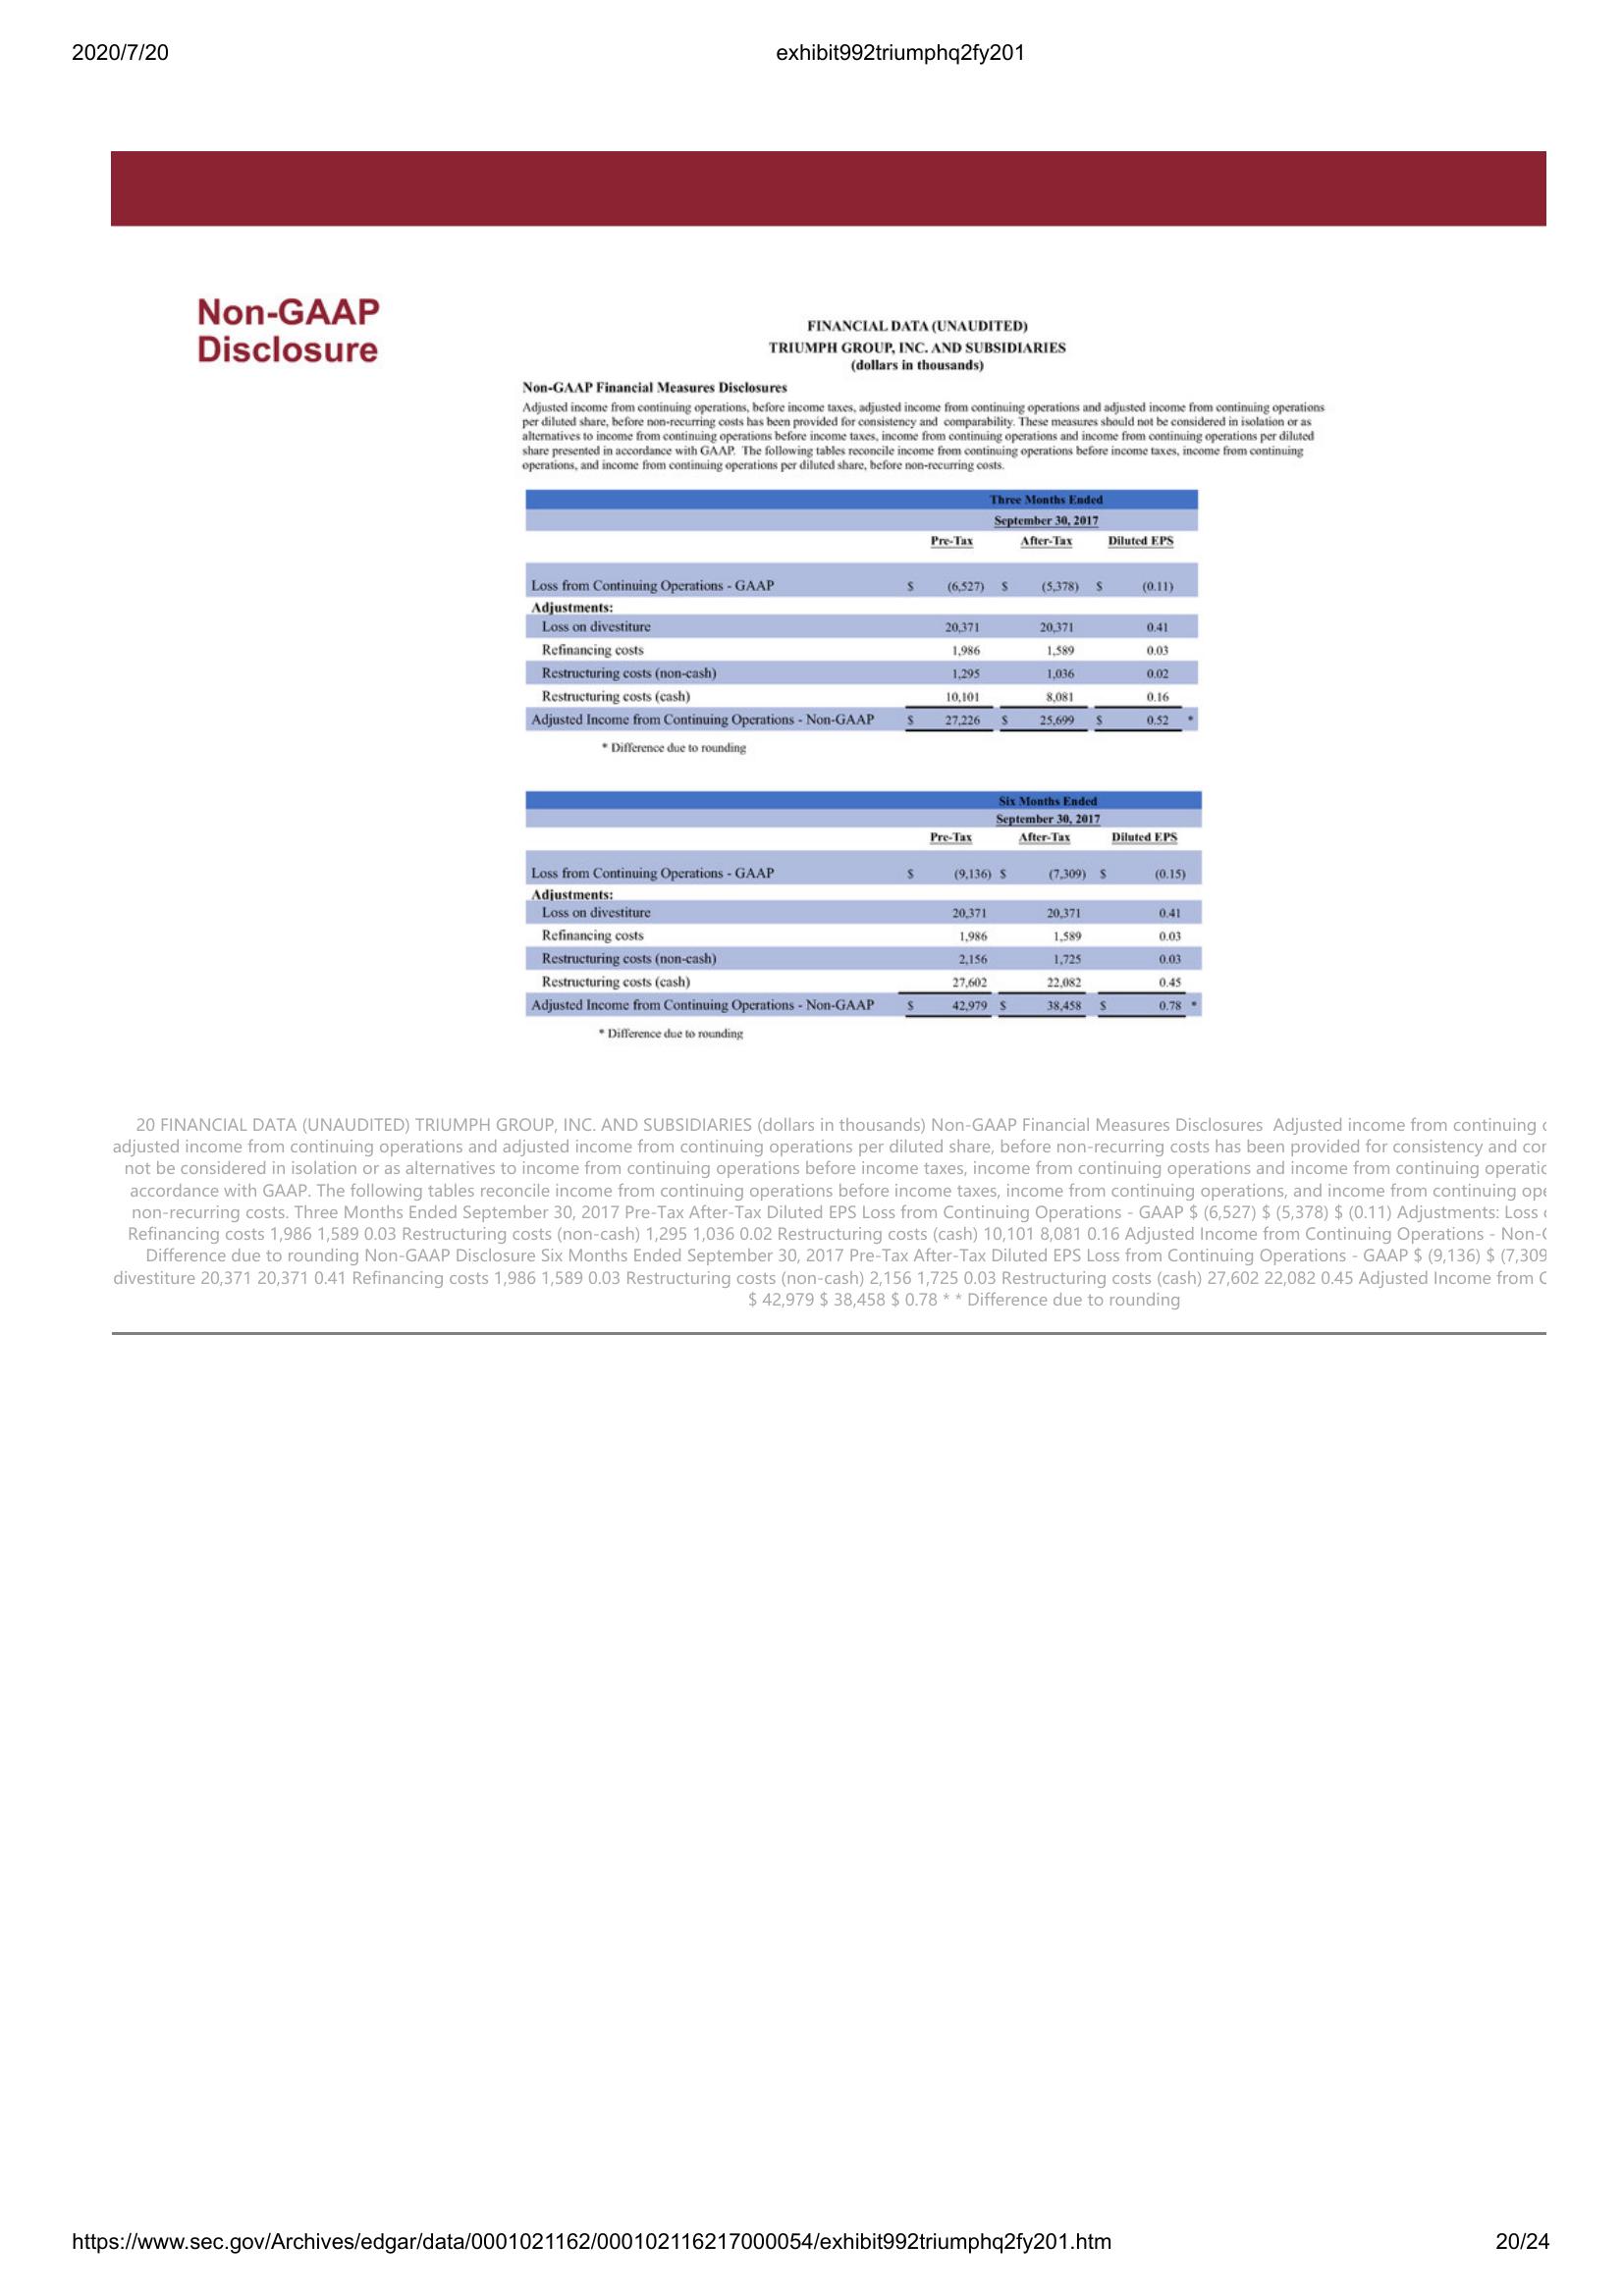 2020/7/20 exhibit992triumphq2fy201
Non-GAAP
Disclosure
FINANCIAL DATA (UNAUDITED)
TRIUMPH GROUP, INC. AND SUBSIDIARIES
(dollars in thousands)
Non-GAAP Financial Measures Disclosures
Adjusted income from continuing operations, before income taxes, adjusted income from continuing operations and adjusted income from continuing operations
per diluted share, before non-recurring costs has been provided for consistency and comparability. These measures should not be considered in isolation or as
alternatives to income from continuing operations before income taxes, income from continuing operations and income from continuing operations per diluted
share presented in accordance with GAAP. The following tables reconcile income from continuing operations before income taxes, income from continuing
operations, and income from continuing operations per diluted share, before non-recurring costs.
Three Months Ended
September 30, 2017
Pre-Tax After-Tax Diluted EPS
Loss from Continuing Operations - GAAP $ (6,527) $ (5,378) $ (0.11)
Adjustments:
Loss on divestiture 20,371 20,371 0.41
Refinancing costs 1,986 1,589 0.03
Restructuring costs (non-cash) 1,295 1,036 0.02
Restructuring costs (cash) 10,101 8,081 0.16
Adjusted Income from Continuing Operations - Non-GAAP $ 27,226 $ 25,699 $ 0.52 *
* Difference due to rounding
Six Months Ended
September 30, 2017
Pre-Tax After-Tax Diluted EPS
Loss from Continuing Operations - GAAP $ (9,136) $ (7,309) $ (0.15)
Adjustments:
Loss on divestiture 20,371 20,371 0.41
Refinancing costs 1,986 1,589 0.03
Restructuring costs (non-cash) 2,156 1,725 0.03
Restructuring costs (cash) 27,602 22,082 0.45
Adjusted Income from Continuing Operations - Non-GAAP $ 42,979 $ 38,458 $ 0.78 *
* Difference due to rounding
20 FINANCIAL DATA (UNAUDITED) TRIUMPH GROUP, INC. AND SUBSIDIARIES (dollars in thousands) Non-GAAP Financial Measures Disclosures Adjusted income from continuing
adjusted income from continuing operations and adjusted income from continuing operations per diluted share, before non-recurring costs has been provided for consistency and
not be considered in isolation or as alternatives to income from continuing operations before income taxes, income from continuing operations and income from continuing
accordance with GAAP. The following tables reconcile income from continuing operations before income taxes, income from continuing operations, and income from continuing
non-recurring costs. Three Months Ended September 30, 2017 Pre-Tax After-Tax Diluted EPS Loss from Continuing Operations - GAAP $ (6,527) $ (5,378) $ (0.11) Adjustments: Loss
Refinancing costs 1,986 1,589 0.03 Restructuring costs (non-cash) 1,295 1,036 0.02 Restructuring costs (cash) 10,101 8,081 0.16 Adjusted Income from Continuing Operations - Non-
Difference due to rounding Non-GAAP Disclosure Six Months Ended September 30, 2017 Pre-Tax After-Tax Diluted EPS Loss from Continuing Operations - GAAP $ (9,136) $ (7,309
divestiture 20,371 20,371 0.41 Refinancing costs 1,986 1,589 0.03 Restructuring costs (non-cash) 2,156 1,725 0.03 Restructuring costs (cash) 27,602 22,082 0.45 Adjusted Income from
$ 42,979 $ 38,458 $ 0.78 * * Difference due to rounding
https://www.sec.gov/Archives/edgar/data/0001021162/000102116217000054/exhibit992triumphq2fy201.htm 20/24